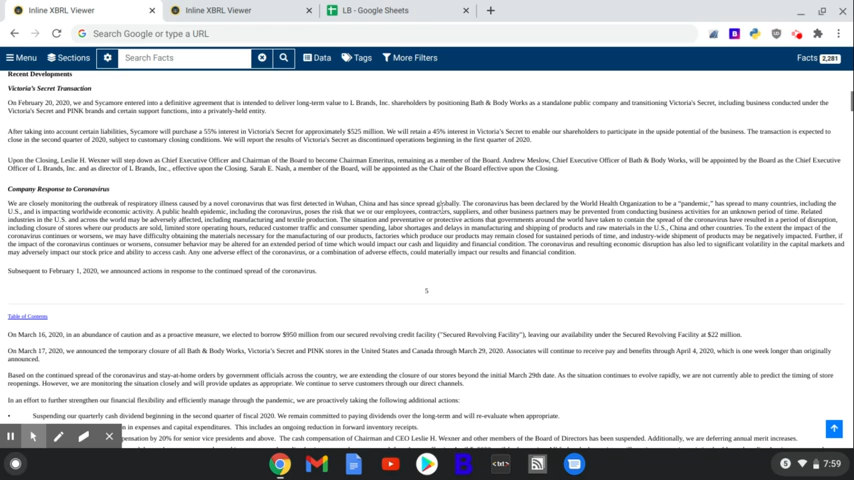 Inline XBRL Viewer
Inline XBRL Viewer
LB - Google Sheets
Search Google or type a URL
Menu Sections Search Facts Data Tags More Filters Facts 2,281
Recent Developments
Victoria's Secret Transaction
On February 20, 2020, we and Sycamore entered into a definitive agreement that is intended to deliver long-term value to L Brands, Inc. shareholders by positioning Bath & Body Works as a standalone public company and transitioning Victoria's Secret, including business conducted under the
Victoria's Secret and PINK brands and certain support functions, into a privately-held entity.
After taking into account certain liabilities, Sycamore will purchase a 55% interest in Victoria's Secret for approximately $525 million. We will retain a 45% interest in Victoria's Secret to enable our shareholders to participate in the upside potential of the business. The transaction is expected to
close in the second quarter of 2020, subject to customary closing conditions. We will report the results of Victoria's Secret as discontinued operations beginning in the first quarter of 2020.
Upon the Closing, Leslie H. Wexner will step down as Chief Executive Officer and Chairman of the Board to become Chairman Emeritus, remaining as a member of the Board. Andrew Meslow, Chief Executive Officer of Bath & Body Works, will be appointed by the Board as the Chief Executive
Officer of L Brands, Inc. and as director of L Brands, Inc., effective upon the Closing. Sarah E. Nash, a member of the Board, will be appointed as Chair of the Board, effective as of the Closing.
Company Response to Coronavirus
We are closely monitoring the outbreak of respiratory illness caused by a novel coronavirus that was first detected in Wuhan, China and has since spread globally. The coronavirus has been declared by the World Health Organization to be a "pandemic," has spread to many countries, including the
U.S., and is impacting worldwide economic activity. A public health epidemic, including the coronavirus, poses the risk that we or our employees, contractors, suppliers, and other business partners may be prevented from conducting business activities for an unknown period of time. Related
industries in the U.S. and across the world may be adversely affected, including manufacturing and textile production. The situation and preventative or protective actions that governments around the world have taken to contain the spread of the coronavirus have resulted in a period of disruption,
including closure of stores where our products are sold, limited store operating hours, reduced customer traffic and consumer spending, labor shortages and delays in manufacturing and shipping of products and raw materials in the U.S., China and other countries. To the extent the impact of the
coronavirus continues or worsens, we may have difficulty obtaining the materials necessary for the manufacturing of our products, factories which produce our products may remain closed for sustained periods of time, and industry-wide shipment of products may be negatively impacted. Further, if
the impact of the coronavirus continues or worsens, consumer behavior may be altered for an extended period of time which would impact our cash and liquidity and financial condition. The coronavirus and resulting economic disruption has also led to significant volatility in the capital markets and
may adversely impact our stock price and ability to access cash. Any one adverse effect of the coronavirus, or a combination of adverse effects, could materially impact our results and financial condition.
Subsequent to February 1, 2020, we announced actions in response to the continued spread of the coronavirus.
5
Table of Contents
On March 16, 2020, in an abundance of caution and as a proactive measure, we elected to borrow $950 million from our secured revolving credit facility ("Secured Revolving Facility"), leaving our availability under the Secured Revolving Facility at $22 million.
On March 17, 2020, we announced the temporary closure of all Bath & Body Works, Victoria's Secret and PINK stores in the United States and Canada through March 29, 2020. Associates will continue to receive pay and benefits through April 4, 2020, which is one week longer than originally
announced.
Based on the continued spread of the coronavirus and stay-at-home orders by government officials across the country, we are extending the closure of our stores beyond the initial March 29th date. As the situation continues to evolve rapidly, we are not currently able to predict the timing of store
reopenings. However, we are monitoring the situation closely and will provide updates as appropriate. We continue to serve customers through our direct channels.
In an effort to further strengthen our financial flexibility and efficiently manage through the pandemic, we are proactively taking the following additional actions:
• Suspending our quarterly cash dividend beginning in the second quarter of fiscal 2020. We remain committed to paying dividends over the long-term and will re-evaluate when appropriate.
n in expenses and capital expenditures. This includes an ongoing reduction in forward inventory receipts.
pensation by 20% for senior vice presidents and above. The cash compensation of Chairman and CEO Leslie H. Wexner and other members of the Board of Directors has been suspended. Additionally, we are deferring annual merit increases.
<txt>
5
7:59